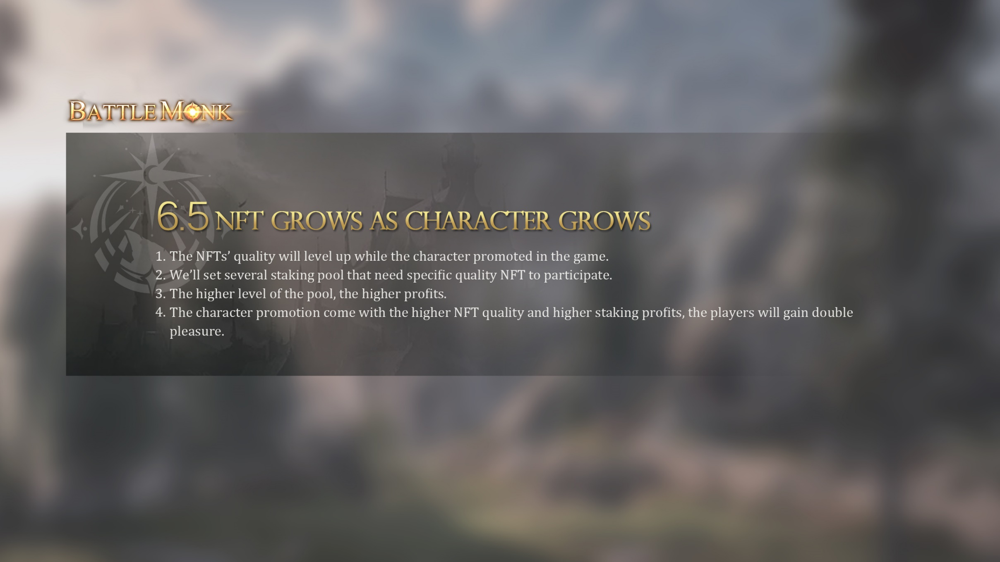 BATTLE MONK
6.5 NFT GROWS AS CHARACTER GROWS
1. The NFTs’ quality will level up while the character promoted in the game.
2. We’ll set several staking pool that need specific quality NFT to participate.
3. The higher level of the pool, the higher profits.
4. The character promotion come with the higher NFT quality and higher staking profits, the players will gain double
pleasure.